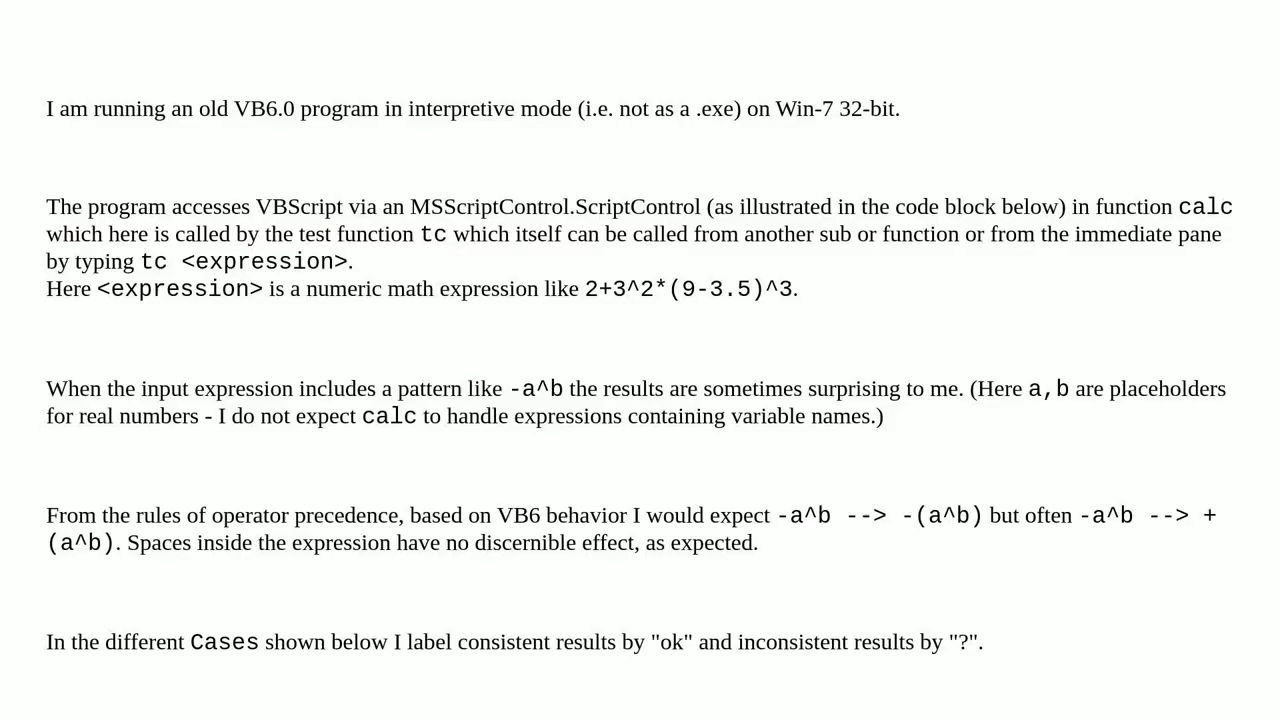 I am running an old VB6.0 program in interpretive mode (i.e. not as a .exe) on Win-7 32-bit.
The program accesses VBScript via an MSScriptControl.ScriptControl (as illustrated in the code block below) in function calc
which here is called by the test function tc which itself can be called from another sub or function or from the immediate pane
by typing tc <expression>.
Here <expression> is a numeric math expression like 2+3^2*(9-3.5)^3.
When the input expression includes a pattern like -a^b the results are sometimes surprising to me. (Here a,b are placeholders
for real numbers - I do not expect calc to handle expressions containing variable names.)
From the rules of operator precedence, based on VB6 behavior I would expect -a^b --> -(a^b) but often -a^b --> +
(a^b). Spaces inside the expression have no discernible effect, as expected.
In the different Cases shown below I label consistent results by "ok" and inconsistent results by "?".